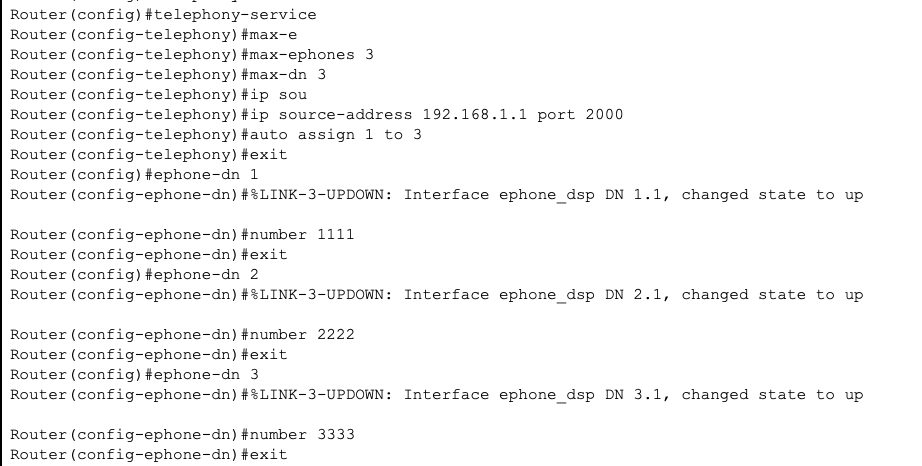 Router(config)#telephony-service
Router(config-telephony)#max-e
Router(config-telephony)#max-ephones 3
Router(config-telephony)#max-dn 3
Router(config-telephony)#ip sou
Router(config-telephony)#ip source-address 192.168.1.1 port 2000
Router(config-telephony)#auto assign 1 to 3
Router(config-telephony)#exit
Router(config)#ephone-dn 1
Router(config-ephone-dn)#%LINK-3-UPDOWN: Interface ephone_dsp DN 1.1, changed state to up
Router(config-ephone-dn)#number 1111
Router(config-ephone-dn)#exit
Router(config)#ephone-dn 2
Router(config-ephone-dn)#%LINK-3-UPDOWN: Interface ephone_dsp DN 2.1, changed state to up
Router(config-ephone-dn)#number 2222
Router(config-ephone-dn)#exit
Router(config)#ephone-dn 3
Router(config-ephone-dn)#%LINK-3-UPDOWN: Interface ephone_dsp DN 3.1, changed state to up
Router(config-ephone-dn)#number 3333
Router(config-ephone-dn)#exit